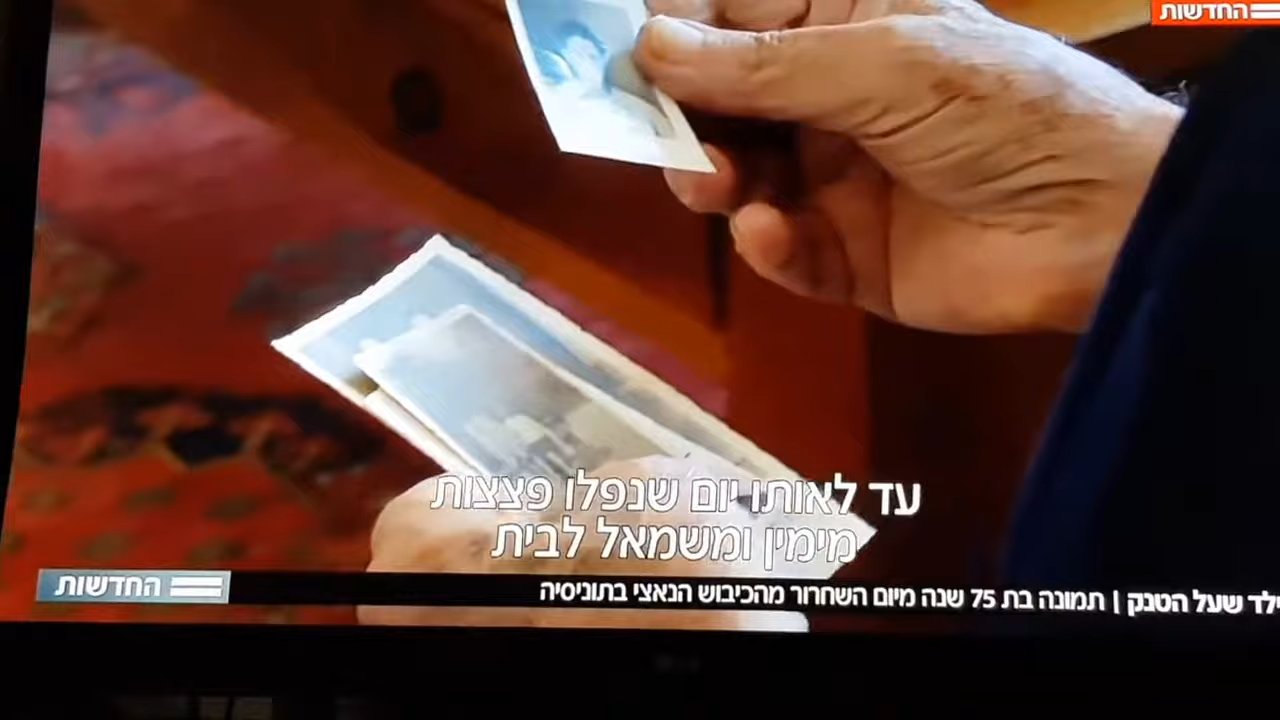 החדשות
עד לאותו יום שנפלו פצצות
מימין ומשמאל לבית
ילד שעל הטנק | תמונה בת 75 שנה מיום השחרור מהכיבוש הנאצי בתוניסיה
החדשות